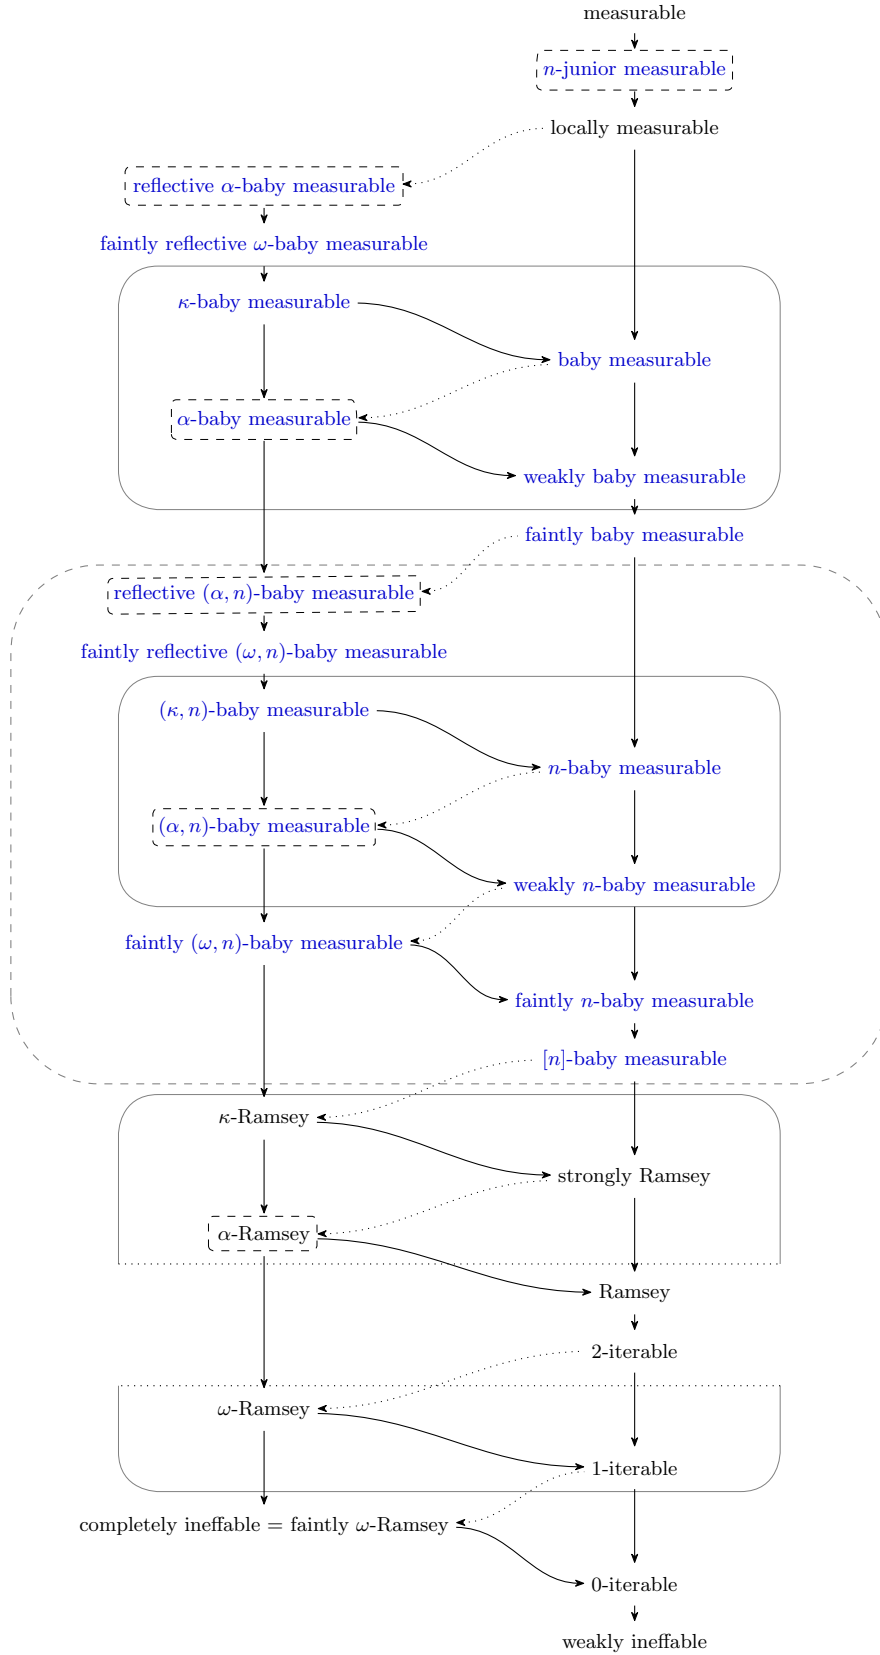 measurable
n-junior measurable
locally measurable
reflective α-baby measurable
faintly reflective ω-baby measurable
κ-baby measurable
baby measurable
α-baby measurable
weakly baby measurable
faintly baby measurable
reflective (α, n)-baby measurable
faintly reflective (ω, n)-baby measurable
(κ, n)-baby measurable
n-baby measurable
(α, n)-baby measurable
weakly n-baby measurable
faintly (ω, n)-baby measurable
faintly n-baby measurable
[n]-baby measurable
κ-Ramsey
strongly Ramsey
α-Ramsey
Ramsey
2-iterable
ω-Ramsey
1-iterable
completely ineffable = faintly ω-Ramsey
0-iterable
weakly ineffable